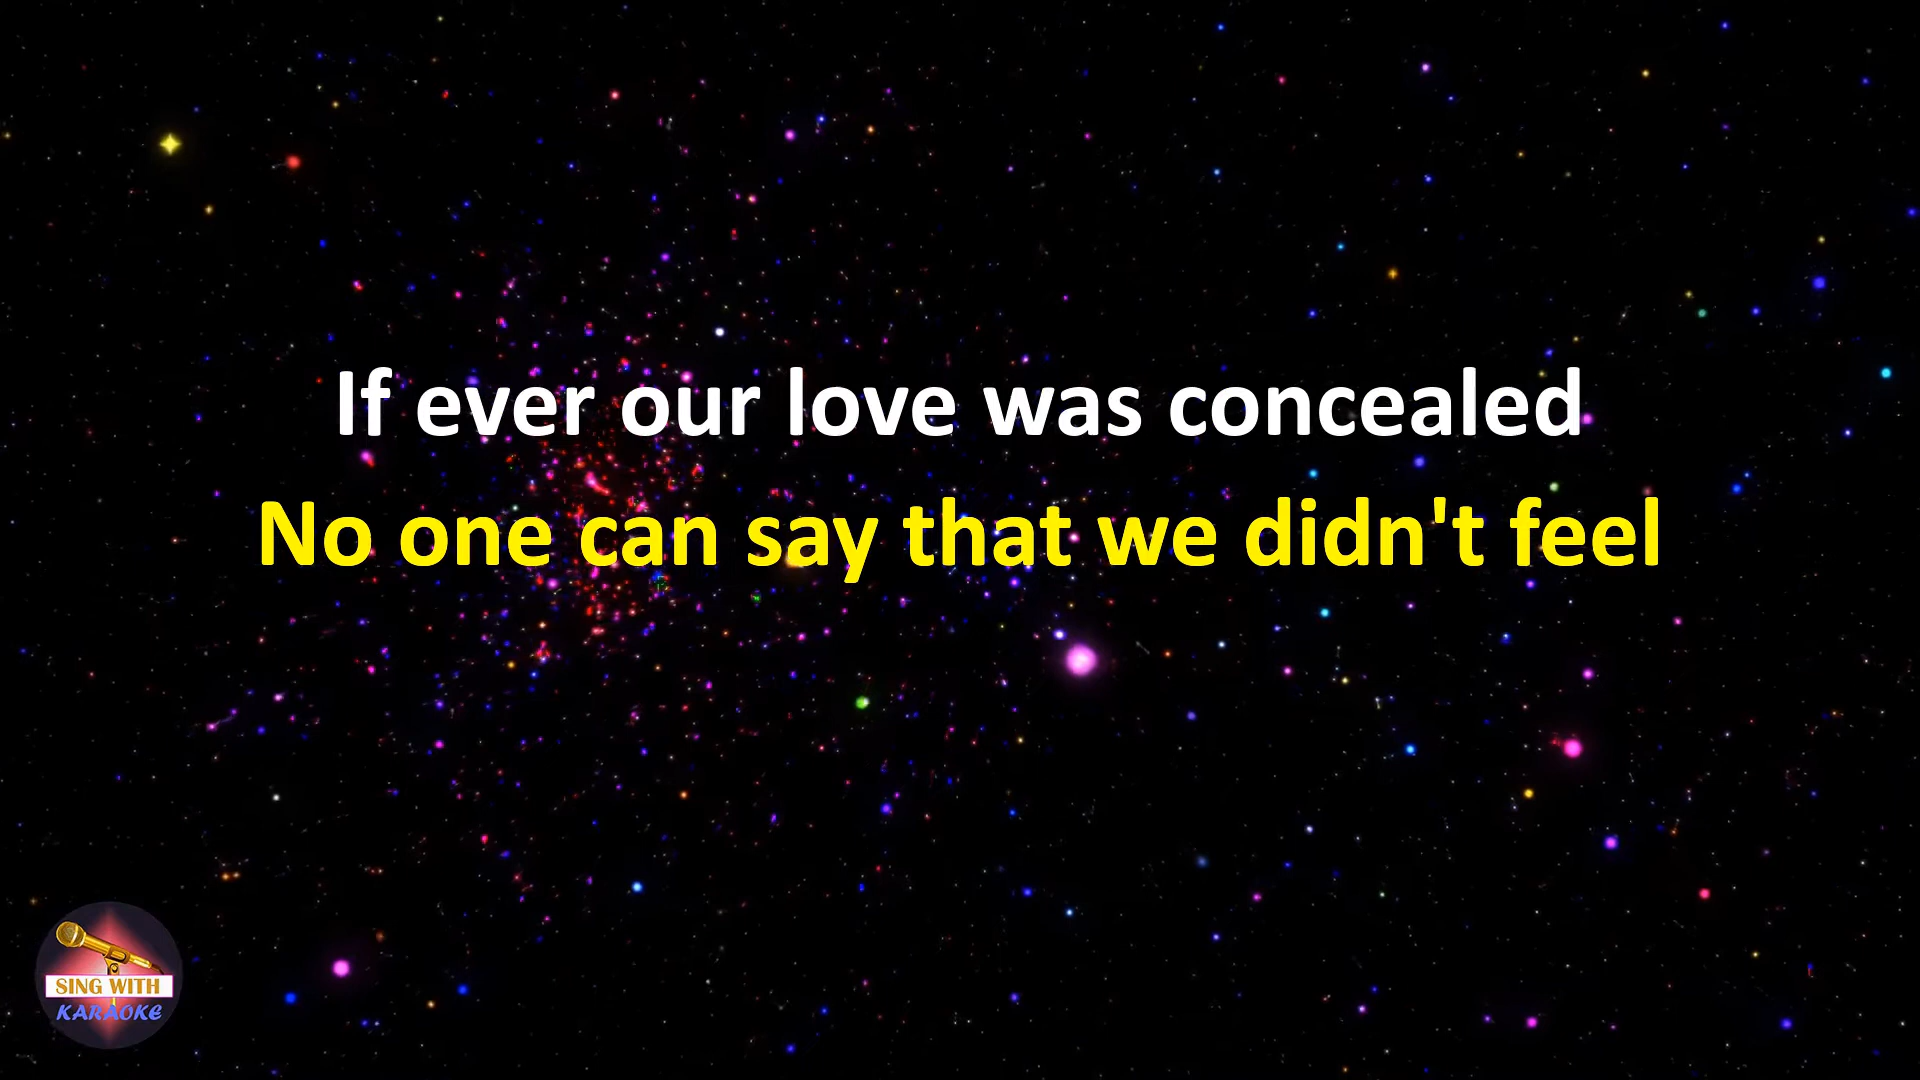 If ever our love was concealed
No one can say that we didn't feel
SING WITH
KARAOKE